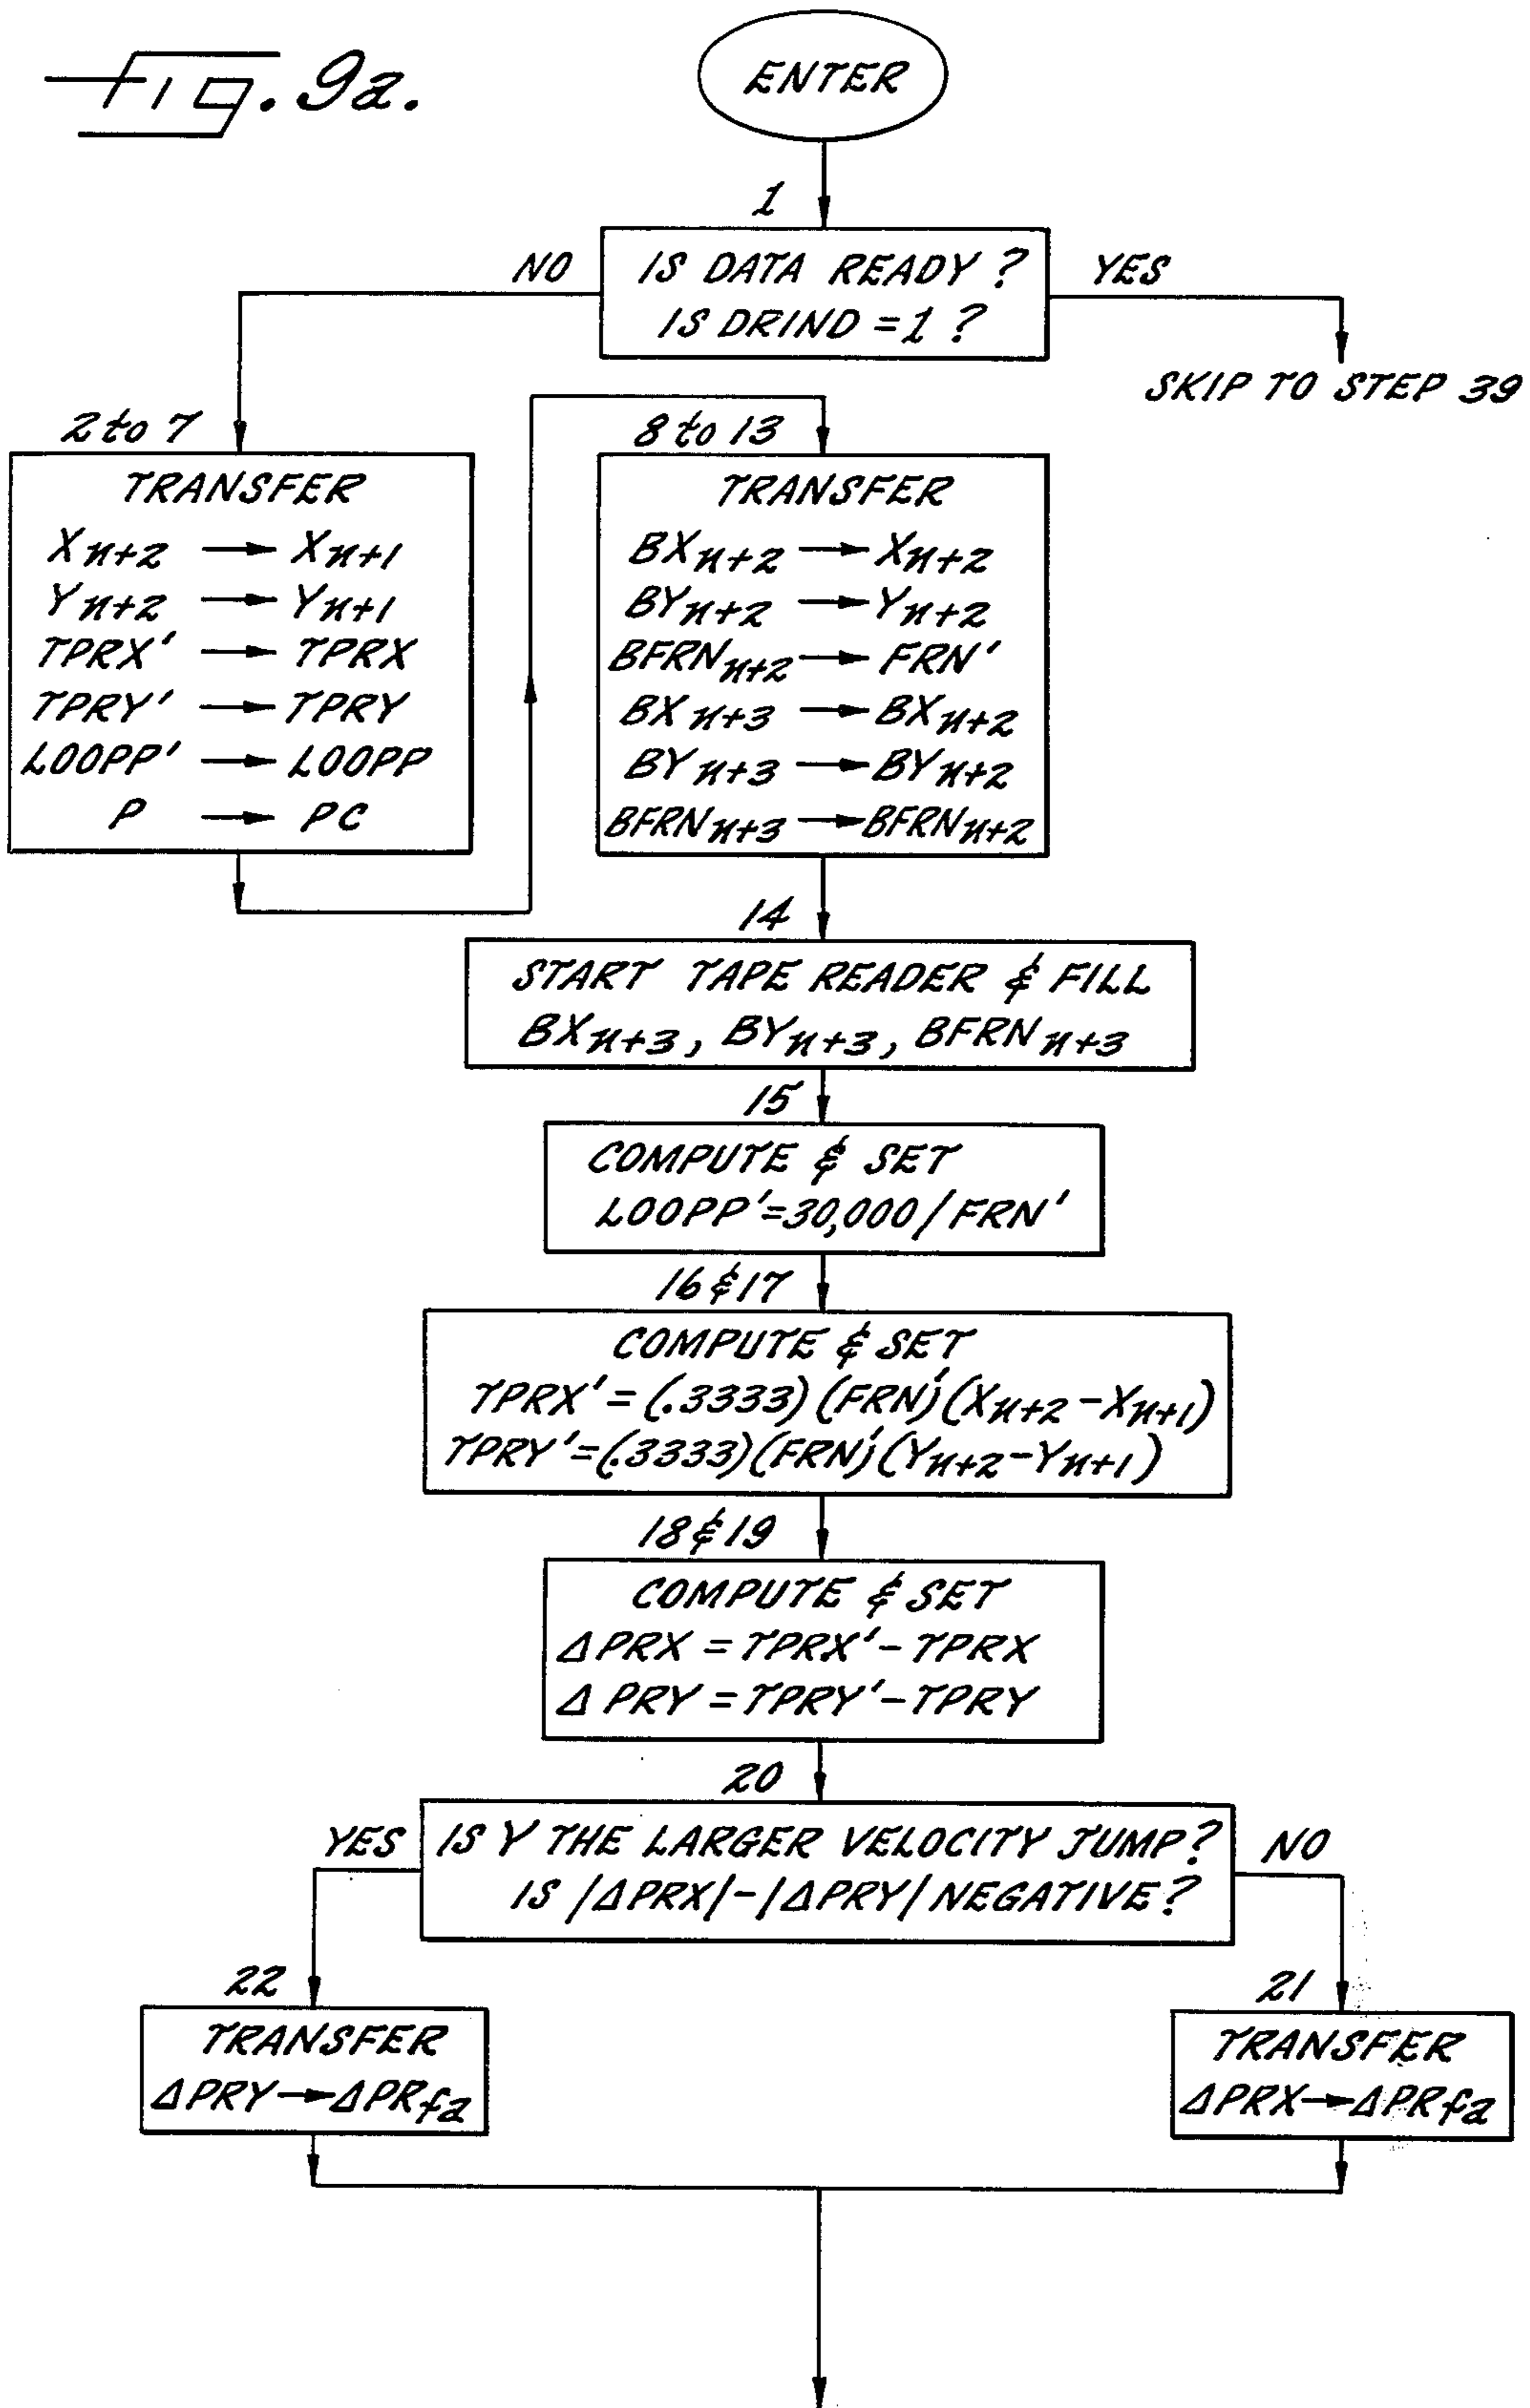 Fig. 9a.
ENTER
1
NO
IS DATA READY?
IS DRIND = 1 ?
YES
SKIP TO STEP 39
2 to 7
TRANSFER
Xn+2 → Xn+1
Yn+2 → Yn+1
TPRX' → TPRX
TPRY' → TPRY
LOOPP' → LOOPP
P → PC
8 to 13
TRANSFER
BXn+2 → Xn+2
BYn+2 → Yn+2
BFRNn+2 → FRN'
BXn+3 → BXn+2
BYn+3 → BYn+2
BFRNn+3 → BFRNn+2
14
START TAPE READER & FILL
BXn+3, BYn+3, BFRNn+3
15
COMPUTE & SET
LOOPP'=30,000/FRN'
16 & 17
COMPUTE & SET
TPRX' = (.3333)(FRN')(Xn+2 - Xn+1)
TPRY' = (.3333)(FRN')(Yn+2 - Yn+1)
18 & 19
COMPUTE & SET
ΔPRX = TPRX' - TPRX
ΔPRY = TPRY' - TPRY
20
YES
IS Y THE LARGER VELOCITY JUMP?
IS |ΔPRX| - |ΔPRY| NEGATIVE?
NO
22
TRANSFER
ΔPRY → ΔPRfa
21
TRANSFER
ΔPRX → ΔPRfa